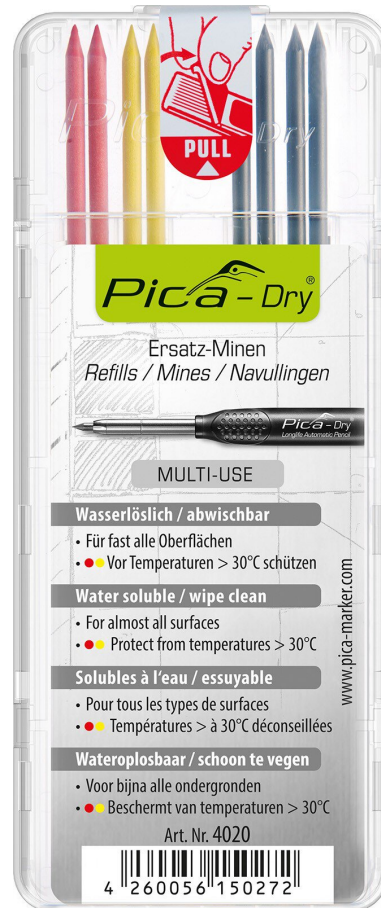 PULL
Pica Dry
Pica-Dry®
Ersatz-Minen
Refills / Mines / Navullingen
Pica-Dry
Longlife Automatic Pencil
MULTI-USE
Wasserlöslich / abwischbar
• Für fast alle Oberflächen
• Vor Temperaturen > 30°C schützen
Water soluble / wipe clean
• For almost all surfaces
• Protect from temperatures > 30°C
Solubles à l'eau / essuyable
• Pour tous les types de surfaces
• Températures > à 30°C déconseillées
Wateroplosbaar / schoon te vegen
• Voor bijna alle ondergronden
• Beschermt van temperaturen > 30°C
www.pica-marker.com
Art. Nr. 4020
4 260056 150272